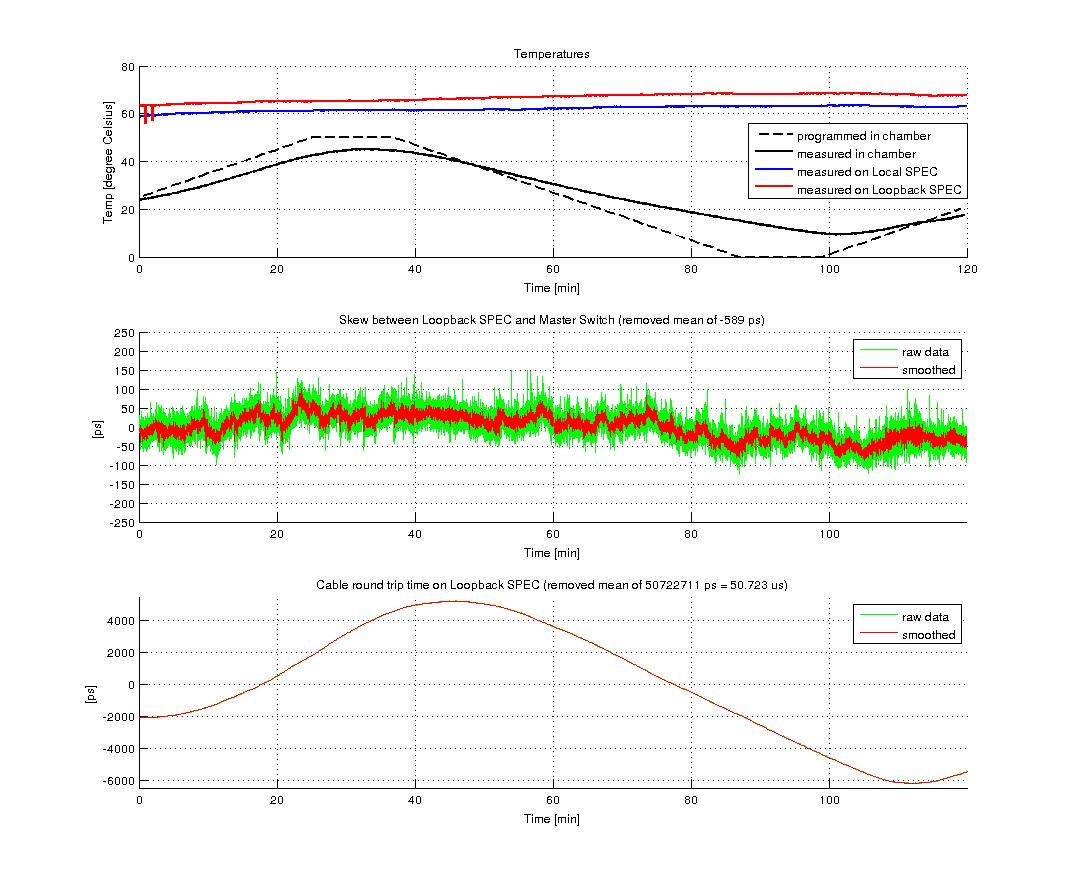 Temperatures
80
60
40
20
0
Temp [degree Celsius]
programmed in chamber
measured in chamber
measured on Local SPEC
measured on Loopback SPEC
0 20 40 60 80 100 120
Time [min]
Skew between Loopback SPEC and Master Switch (removed mean of -589 ps)
250
200
150
100
50
0
-50
-100
-150
-200
-250
[ps]
raw data
smoothed
0 20 40 60 80 100
Time [min]
Cable round trip time on Loopback SPEC (removed mean of 50722711 ps = 50.723 us)
4000
2000
0
-2000
-4000
-6000
[ps]
raw data
smoothed
0 20 40 60 80 100
Time [min]